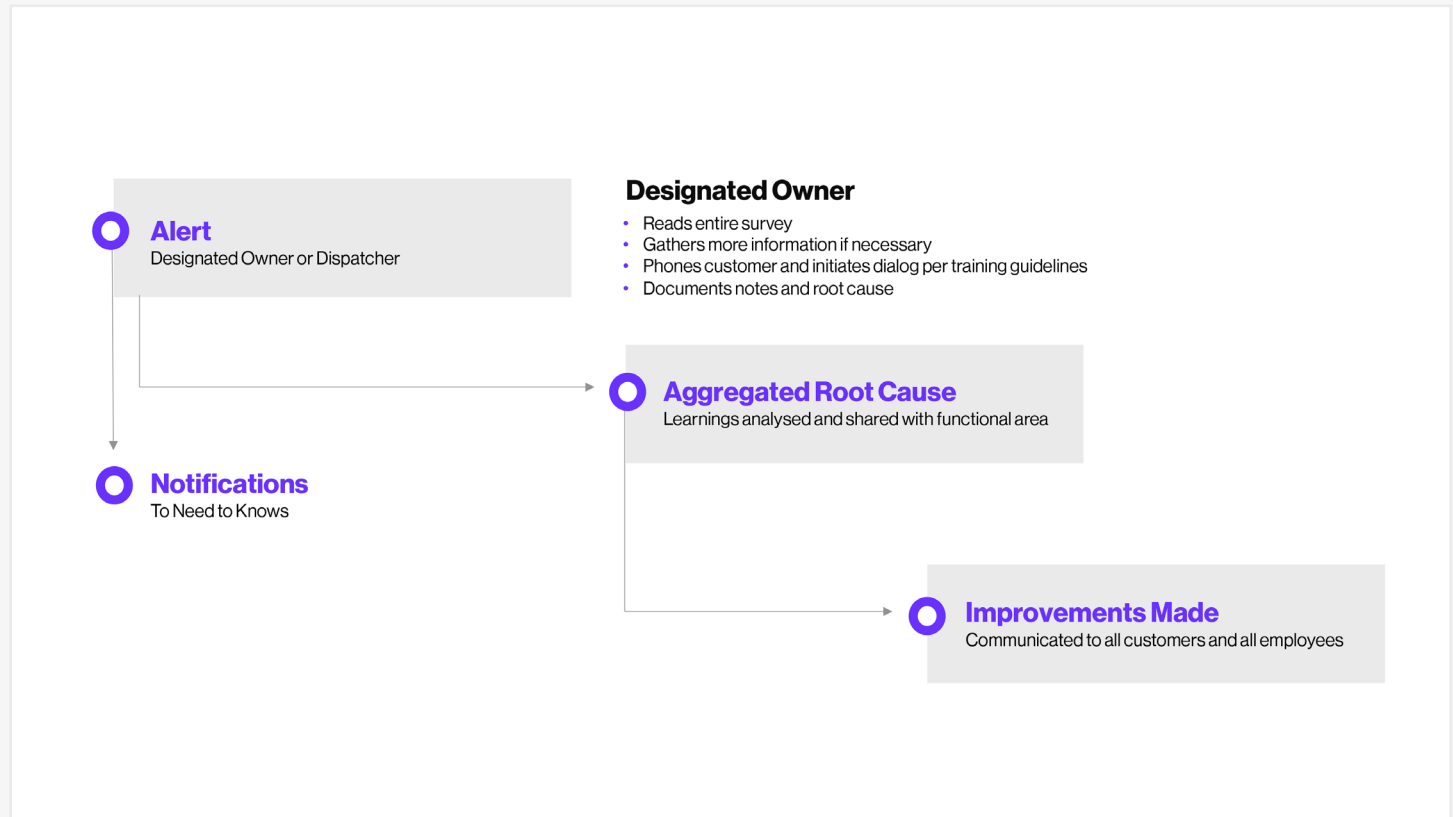 Alert
Designated Owner or Dispatcher
Designated Owner
• Reads entire survey
• Gathers more information if necessary
• Phones customer and initiates dialog per training guidelines
• Documents notes and root cause
Aggregated Root Cause
Learnings analysed and shared with functional area
Notifications
To Need to Knows
Improvements Made
Communicated to all customers and all employees